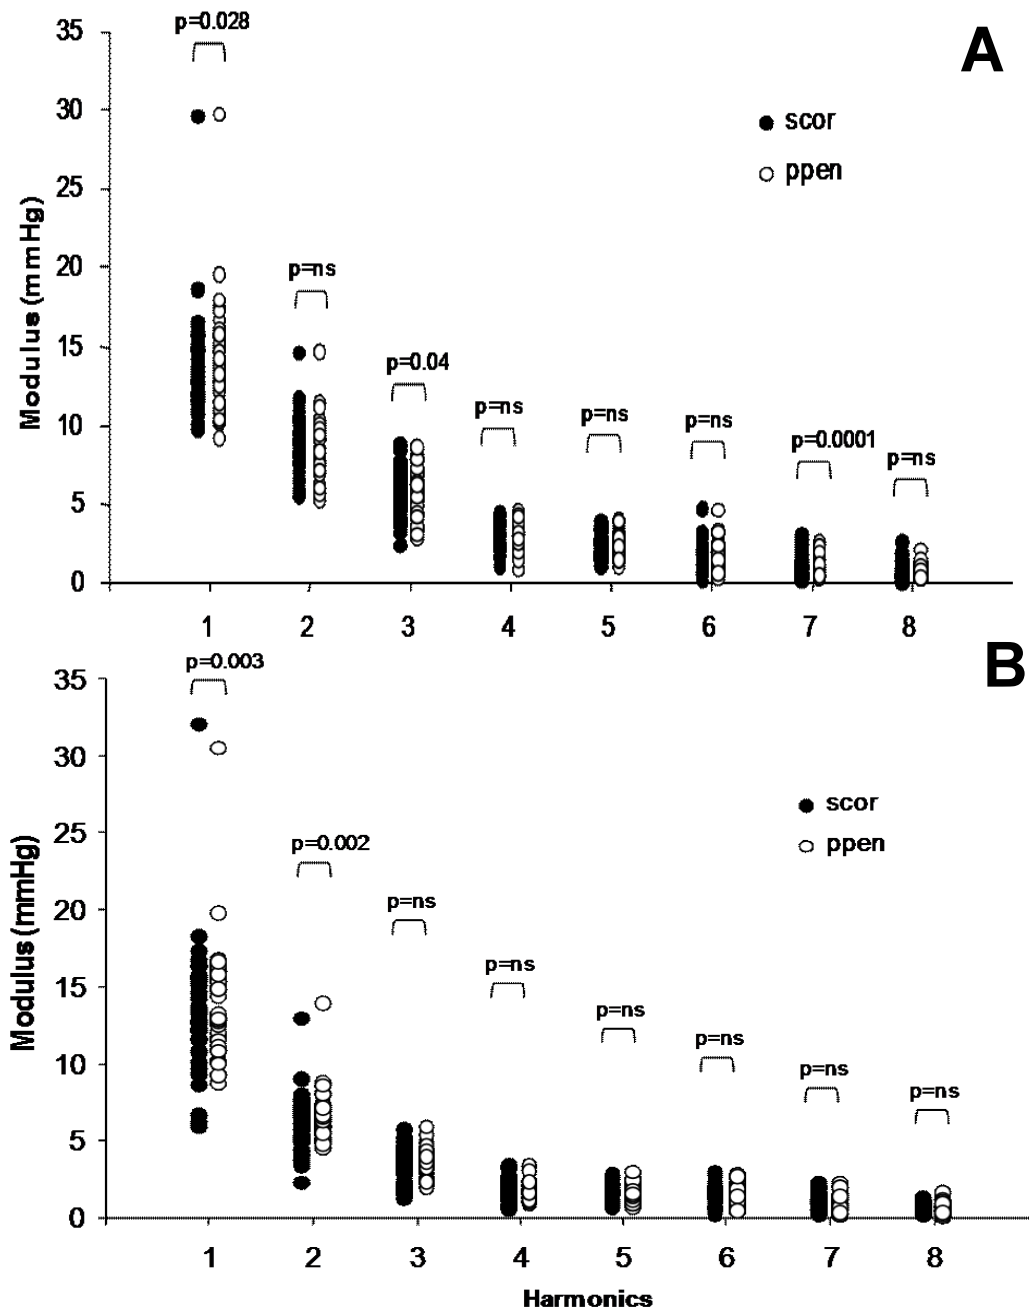 A
35
p=0.028
30
scor
25
ppen
20
p=ns
15
p=0.04
10
p=ns
p=ns
p=ns
p=0.0001
p=ns
5
0
Modulus (mmHg)
1 2 3 4 5 6 7 8
B
35
p=0.003
30
scor
25
p=0.002
ppen
20
p=ns
15
p=ns
p=ns
10
p=ns
p=ns
p=ns
5
0
Modulus (mmHg)
1 2 3 4 5 6 7 8
Harmonics